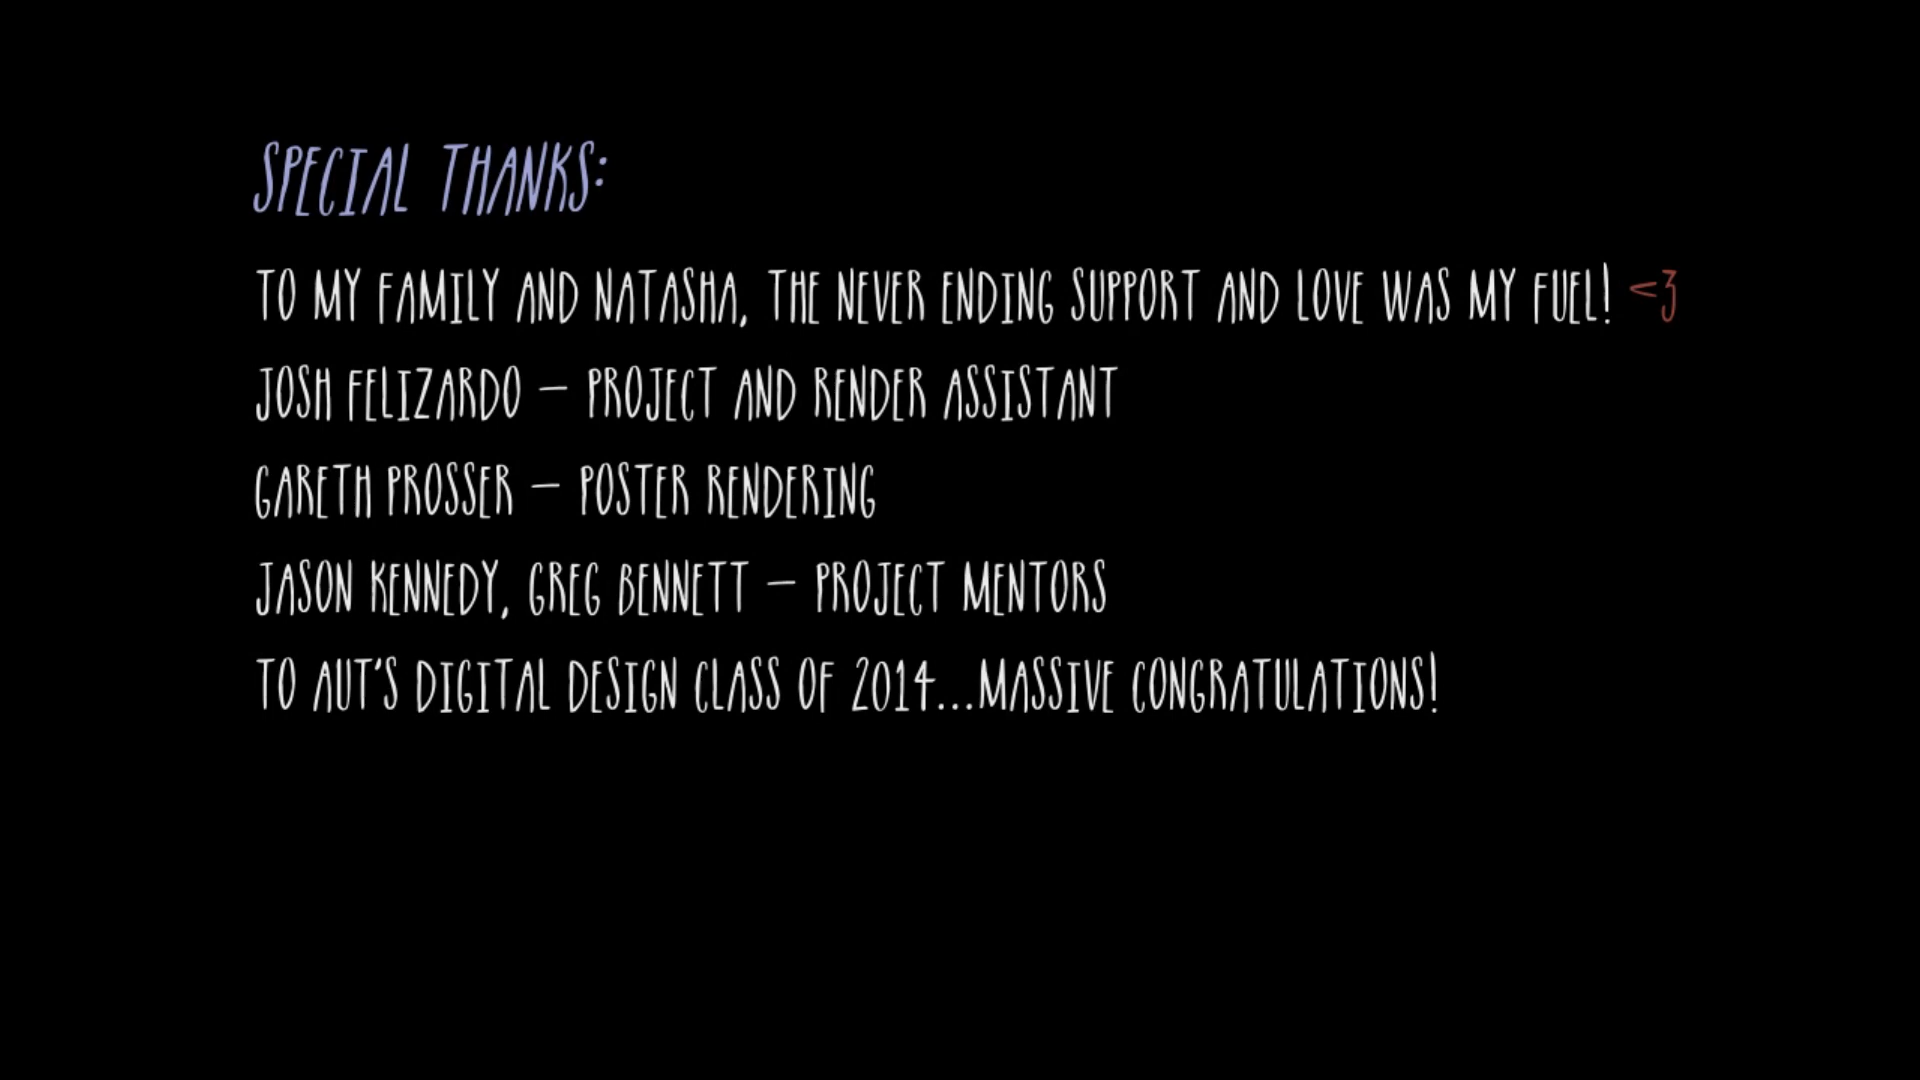 SPECIAL THANKS:
TO MY FAMILY AND NATASHA, THE NEVER ENDING SUPPORT AND LOVE WAS MY FUEL! <3
JOSH FELIZARDO – PROJECT AND RENDER ASSISTANT
GARETH PROSSER – POSTER RENDERING
JASON KENNEDY, GREG BENNETT – PROJECT MENTORS
TO AUT'S DIGITAL DESIGN CLASS OF 2014...MASSIVE CONGRATULATIONS!